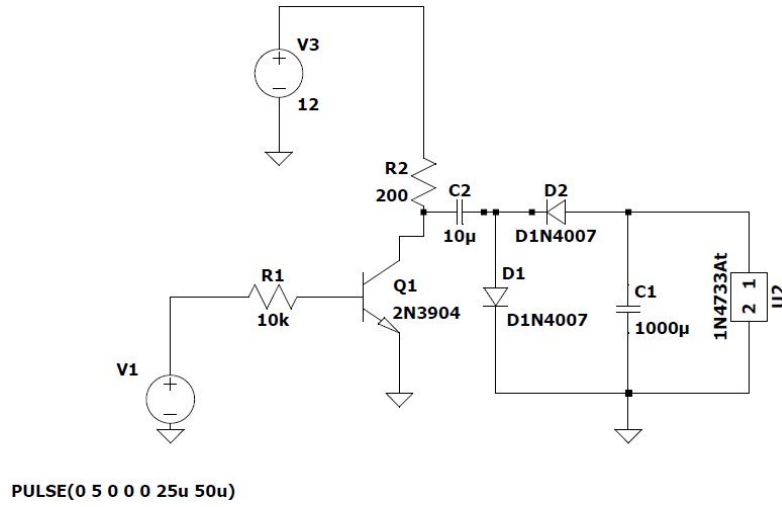 V3
12
R2
200
C2
10µ
D2
D1N4007
D1
D1N4007
R1
10k
Q1
2N3904
C1
1000µ
1N4733At
1
2
U2
V1
PULSE(0 5 0 0 0 25u 50u)